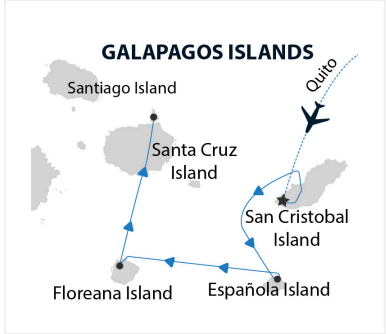 GALAPAGOS ISLANDS
Quito
Santiago Island
Santa Cruz
Island
San Cristobal
Island
Floreana Island
Española Island